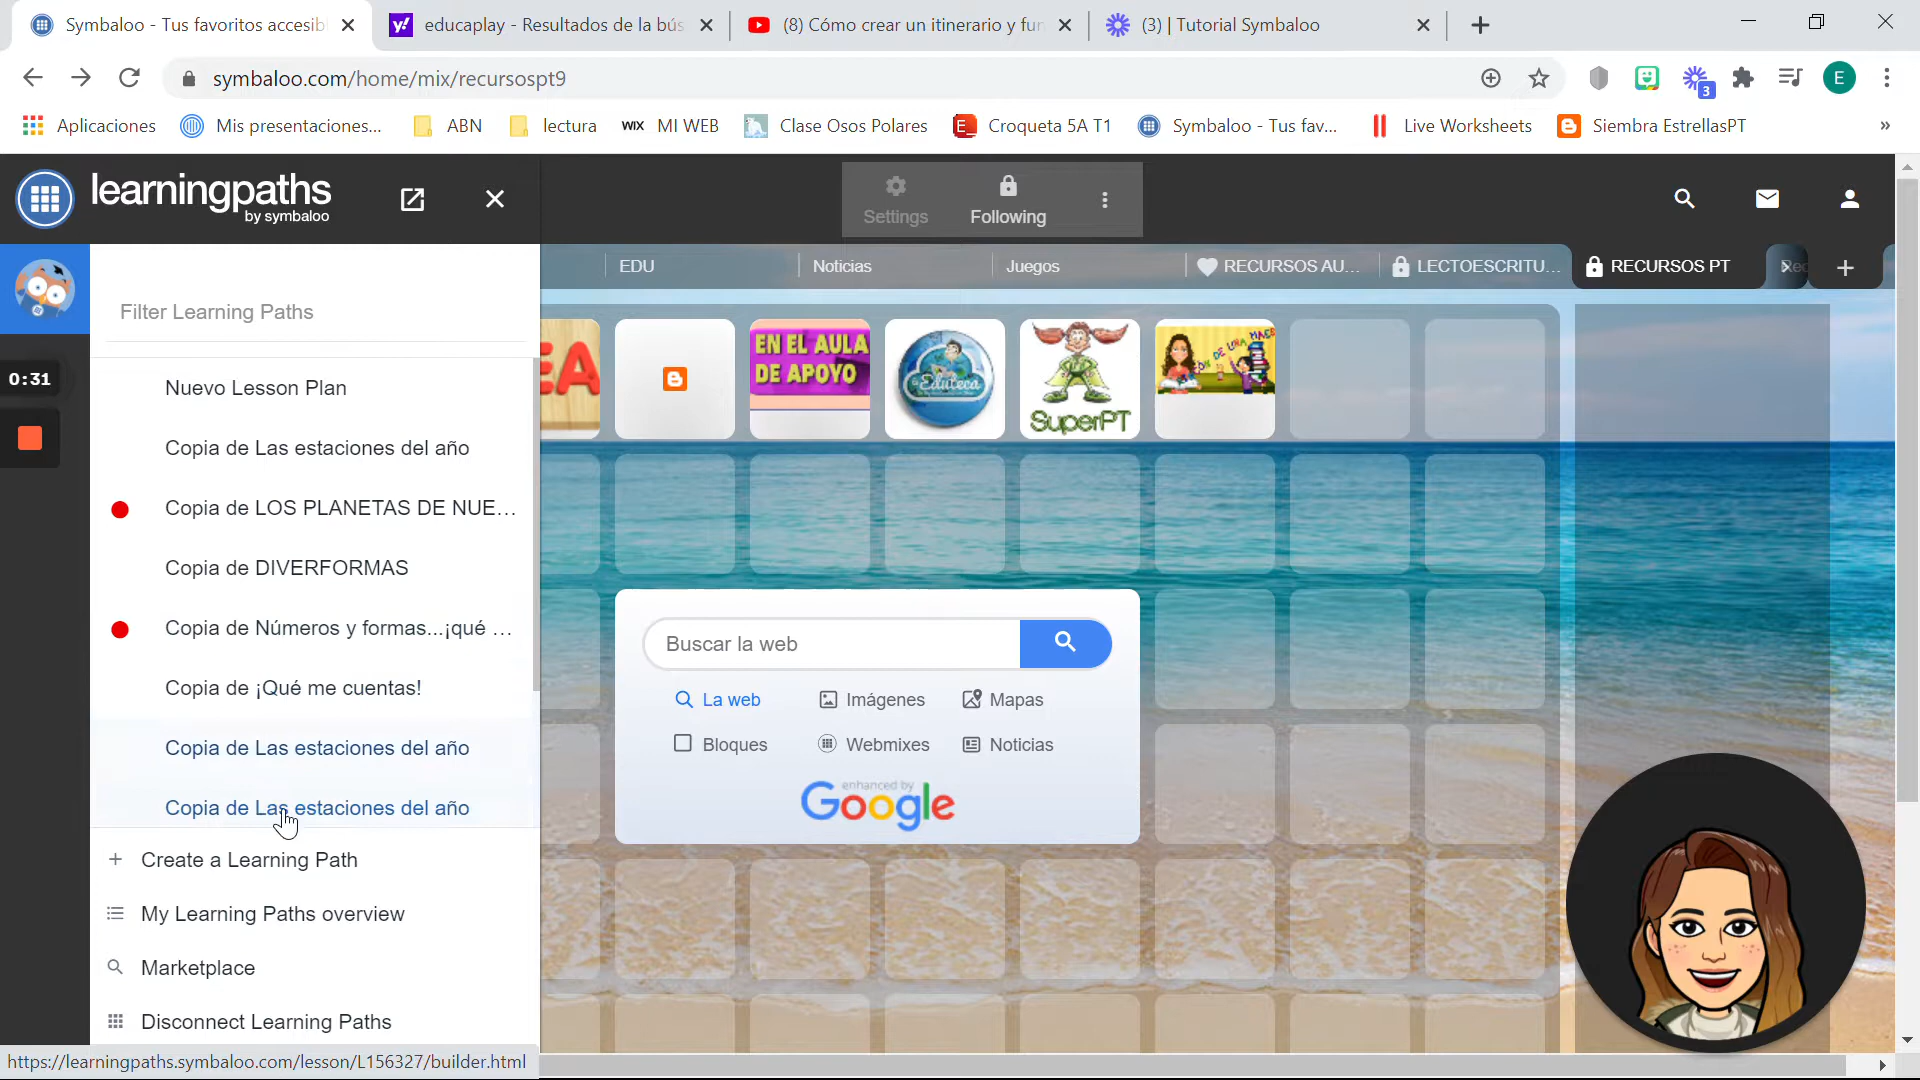 Symbaloo - Tus favoritos accesibl
educaplay - Resultados de la bús
(8) Cómo crear un itinerario y fun
(3) | Tutorial Symbaloo
symbaloo.com/home/mix/recursospt9
3
E
Aplicaciones
Mis presentaciones...
ABN
lectura
WIX MI WEB
Clase Osos Polares
Croqueta 5A T1
Symbaloo - Tus fav...
Live Worksheets
Siembra EstrellasPT
»
learningpaths
by symbaloo
Settings
Following
EDU
Noticias
Juegos
RECURSOS AU...
LECTOESCRITU...
RECURSOS PT
Filter Learning Paths
0:31
Nuevo Lesson Plan
Copia de Las estaciones del año
Copia de LOS PLANETAS DE NUE...
Copia de DIVERFORMAS
Copia de Números y formas...¡qué ...
Copia de ¡Qué me cuentas!
Copia de Las estaciones del año
Copia de Las estaciones del año
Create a Learning Path
My Learning Paths overview
Marketplace
Disconnect Learning Paths
EA
EN EL AULA
DE APOYO
Eduteca
SuperPT
Buscar la web
La web
Imágenes
Mapas
Bloques
Webmixes
Noticias
enhanced by
Google
https://learningpaths.symbaloo.com/lesson/L156327/builder.html